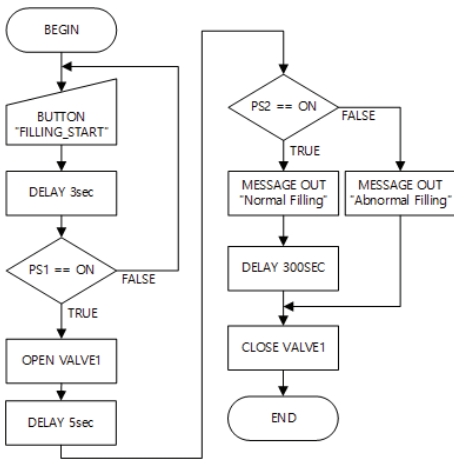 BEGIN
BUTTON
"FILLING_START"
DELAY 3sec
PS1 == ON
FALSE
TRUE
OPEN VALVE1
DELAY 5sec
PS2 == ON
FALSE
TRUE
MESSAGE OUT
"Normal Filling"
MESSAGE OUT
"Abnormal Filling"
DELAY 300SEC
CLOSE VALVE1
END